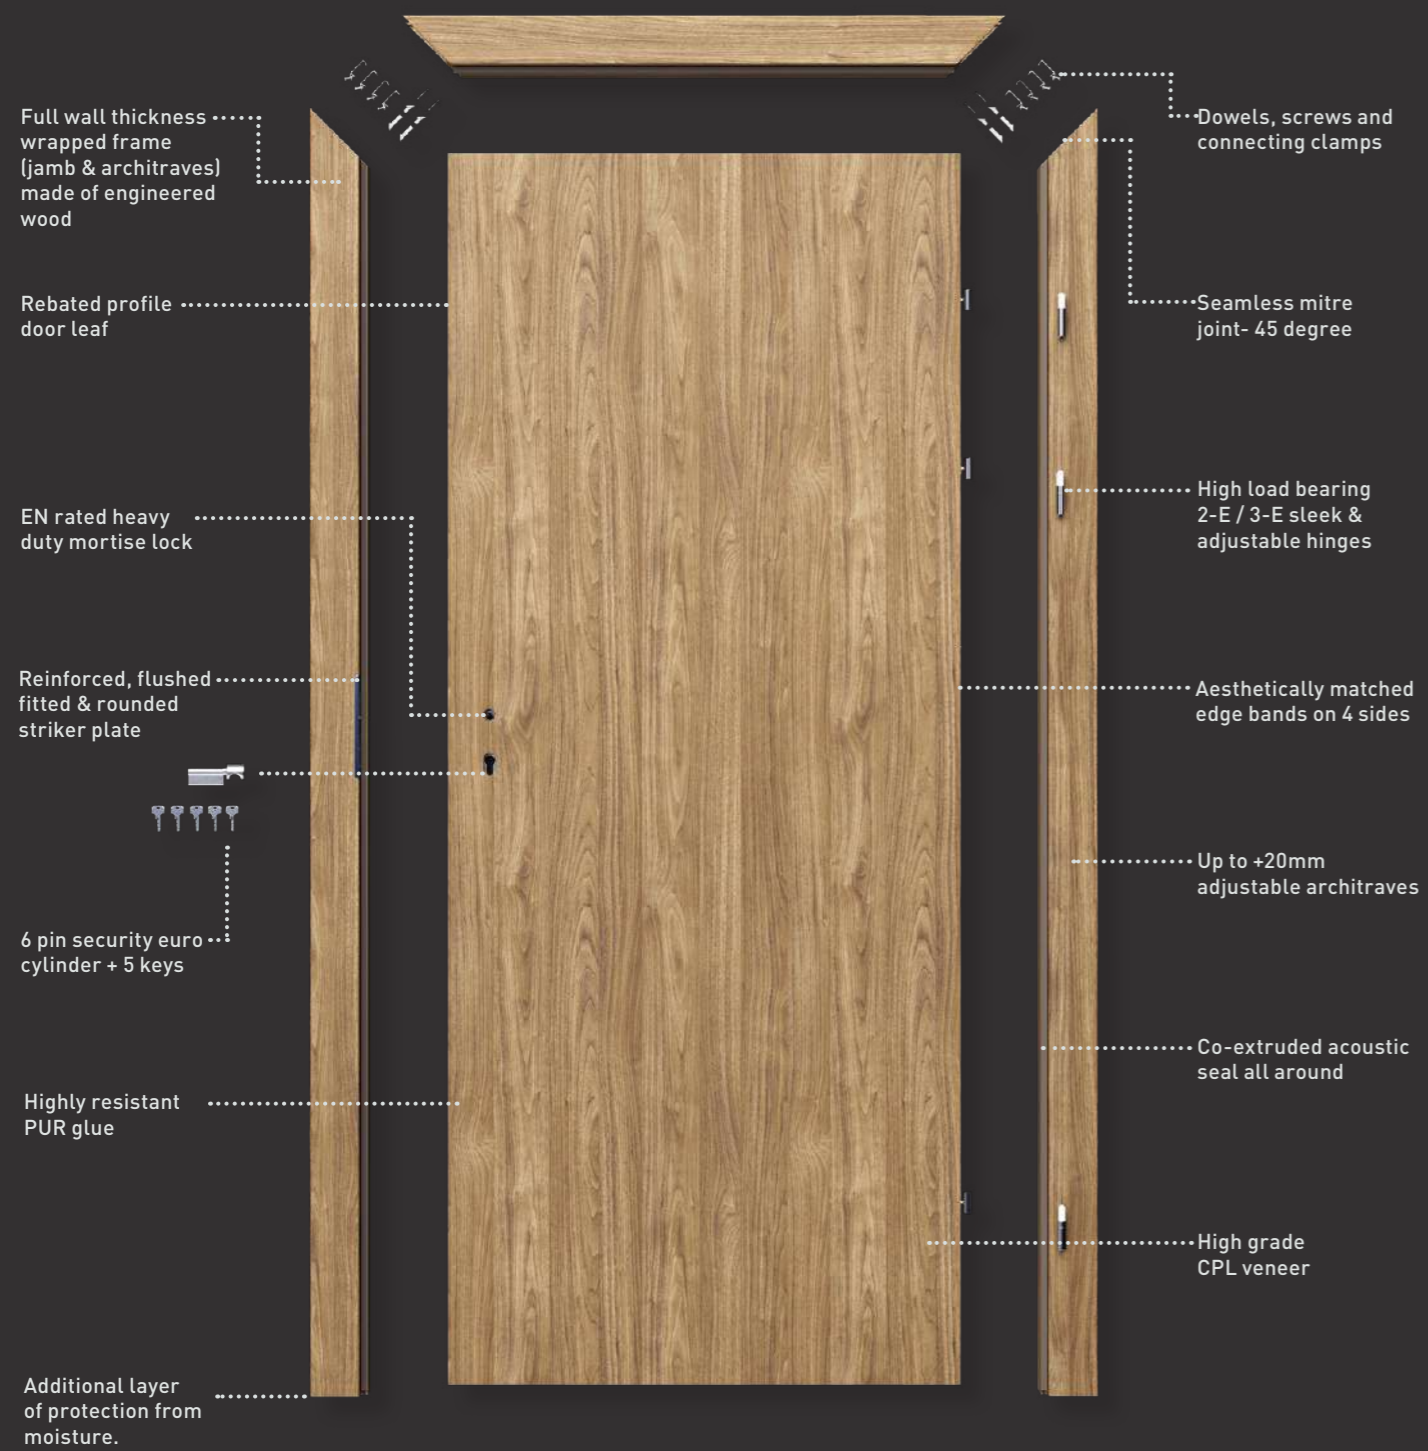 Full wall thickness
wrapped frame
(jamb & architraves)
made of engineered
wood
Rebated profile
door leaf
EN rated heavy
duty mortise lock
Reinforced, flushed
fitted & rounded
striker plate
6 pin security euro
cylinder + 5 keys
Highly resistant
PUR glue
Additional layer
of protection from
moisture.
Dowels, screws and
connecting clamps
Seamless mitre
joint- 45 degree
High load bearing
2-E / 3-E sleek &
adjustable hinges
Aesthetically matched
edge bands on 4 sides
Up to +20mm
adjustable architraves
Co-extruded acoustic
seal all around
High grade
CPL veneer